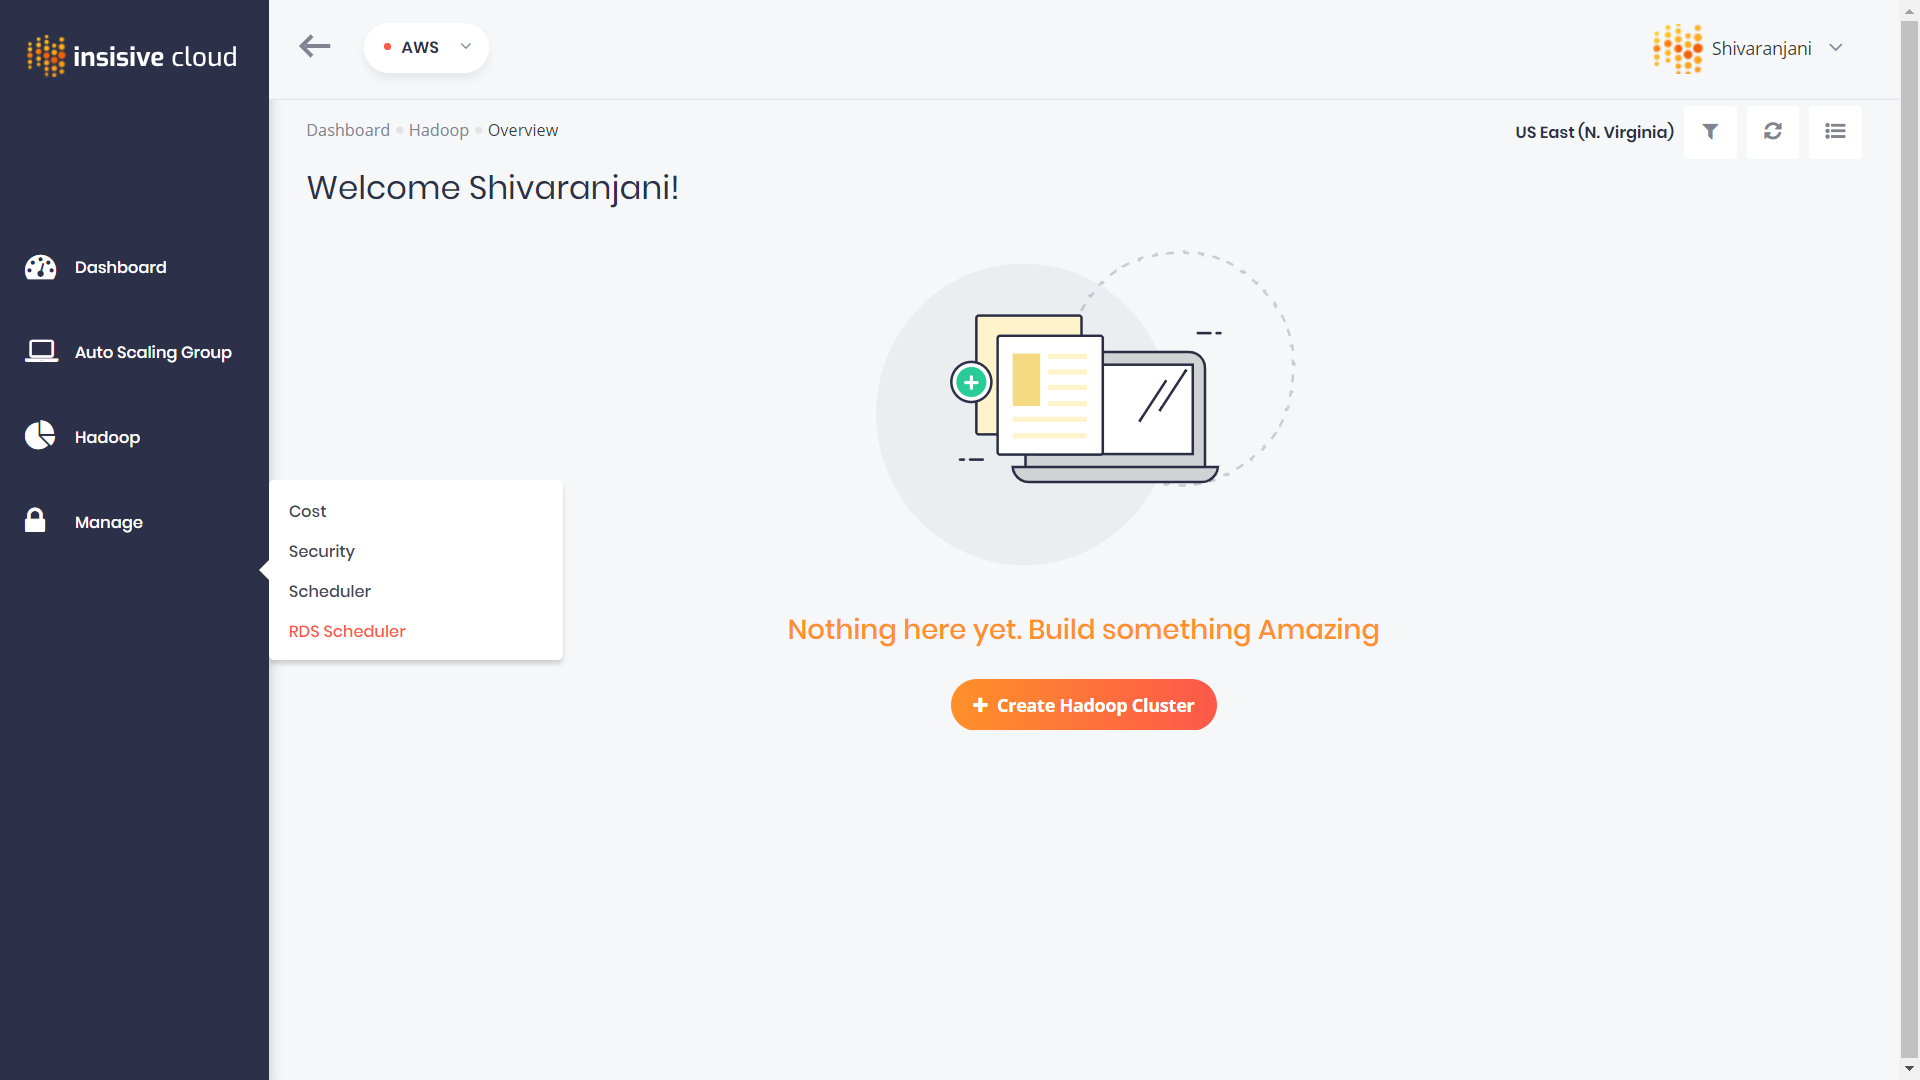 insisive cloud
AWS
Shivaranjani
Dashboard Hadoop Overview
US East (N. Virginia)
Welcome Shivaranjani!
Dashboard
Auto Scaling Group
Hadoop
Manage
Cost
Security
Scheduler
RDS Scheduler
Nothing here yet. Build something Amazing
Create Hadoop Cluster